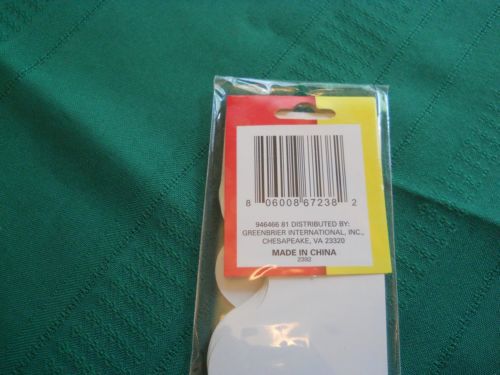 8 06008 67238 2
946466 81 DISTRIBUTED BY:
GREENBRIER INTERNATIONAL, INC.,
CHESAPEAKE, VA 23320
MADE IN CHINA
2392